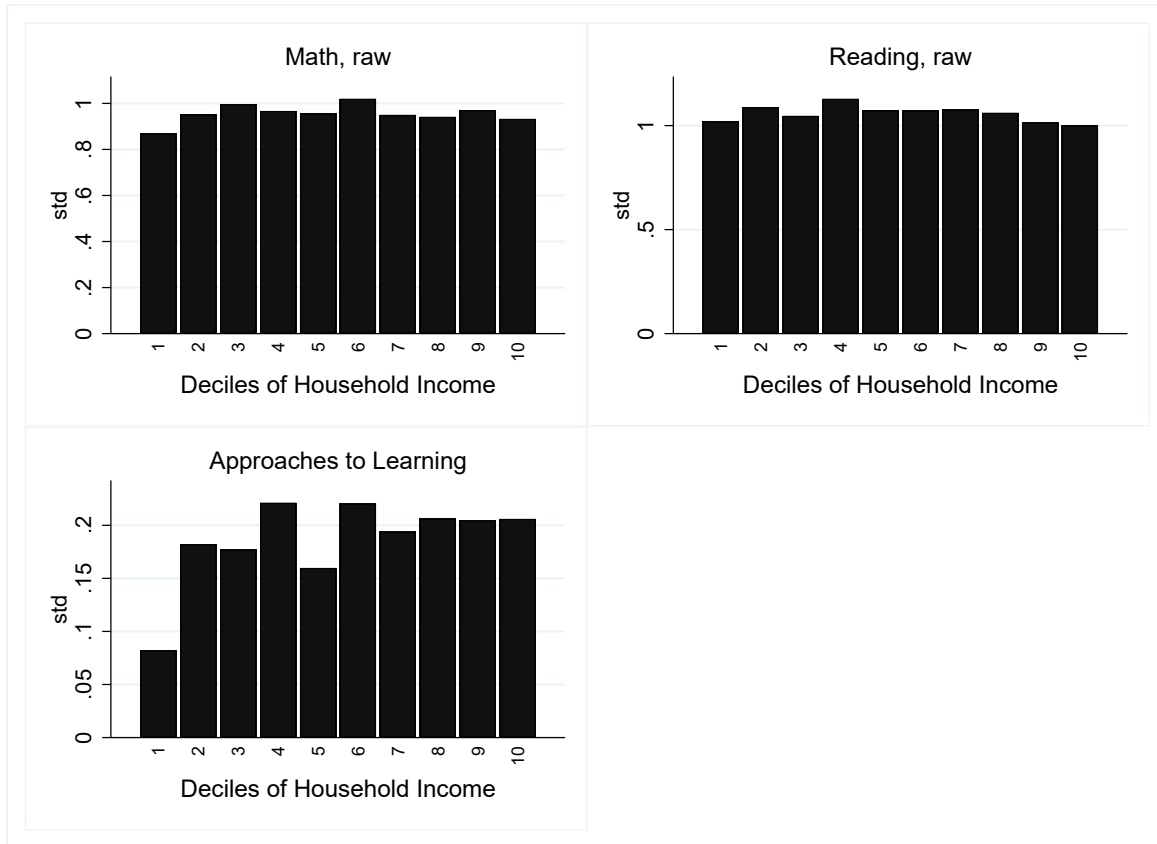 Math, raw
std
1
.8
.6
.4
.2
0
1 2 3 4 5 6 7 8 9 10
Deciles of Household Income
Reading, raw
std
1
.5
0
1 2 3 4 5 6 7 8 9 10
Deciles of Household Income
Approaches to Learning
std
.2
.15
.1
.05
0
1 2 3 4 5 6 7 8 9 10
Deciles of Household Income